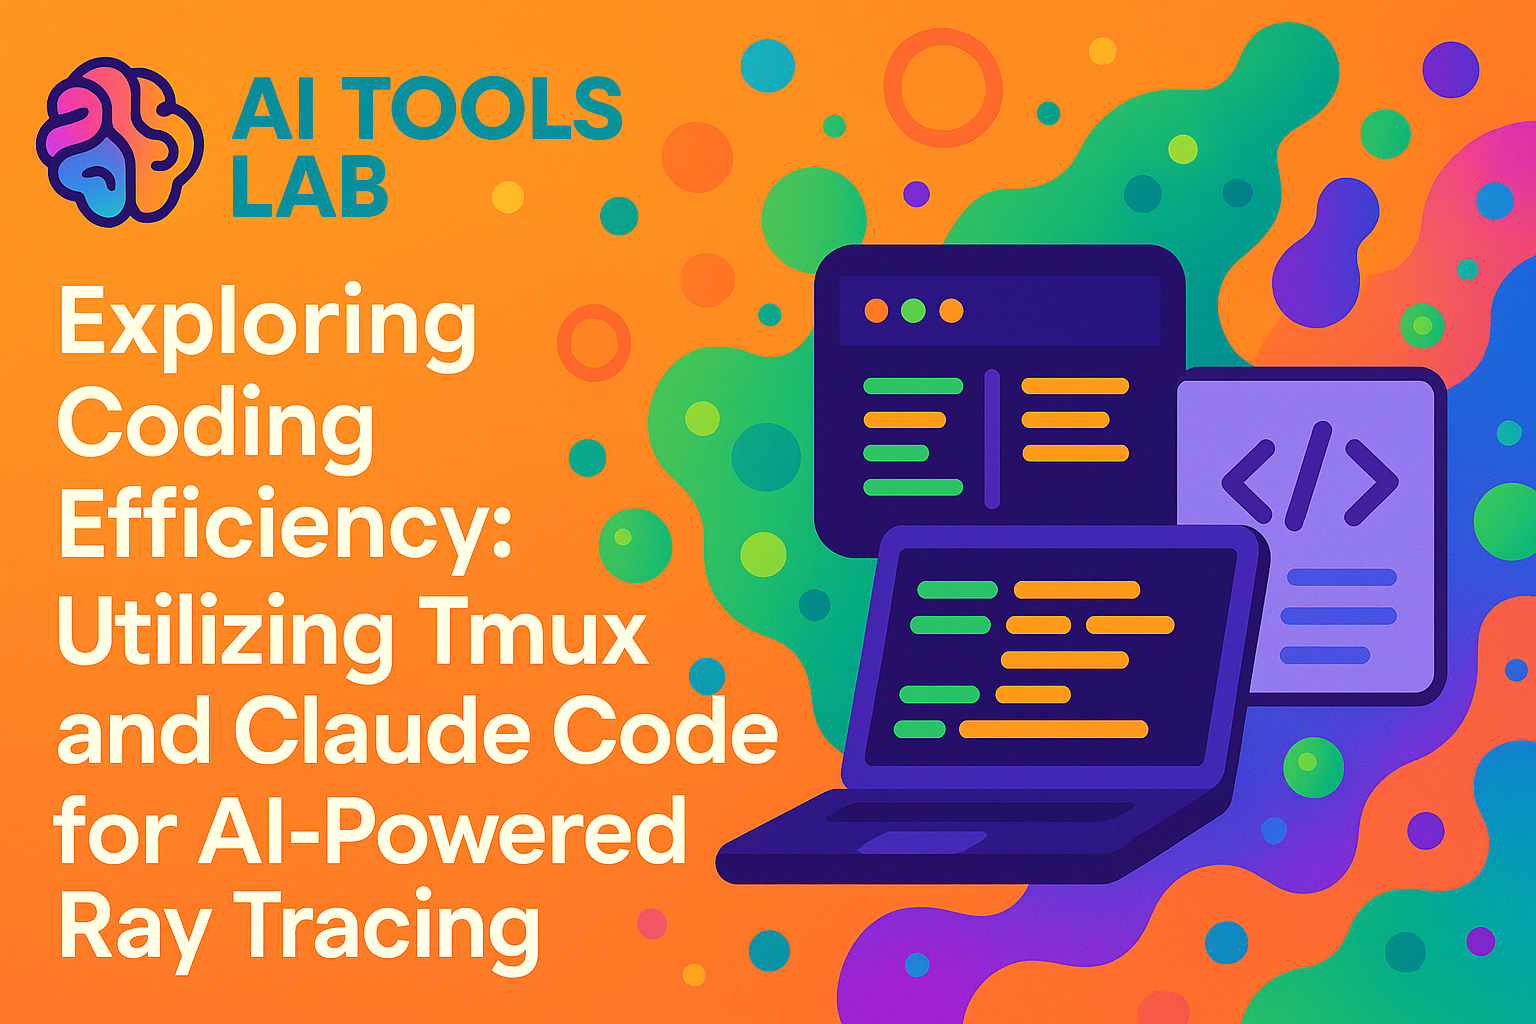 AI TOOLS
LAB
Exploring
Coding
Efficiency:
Utilizing Tmux
and Claude Code
for AI-Powered
Ray Tracing
</>